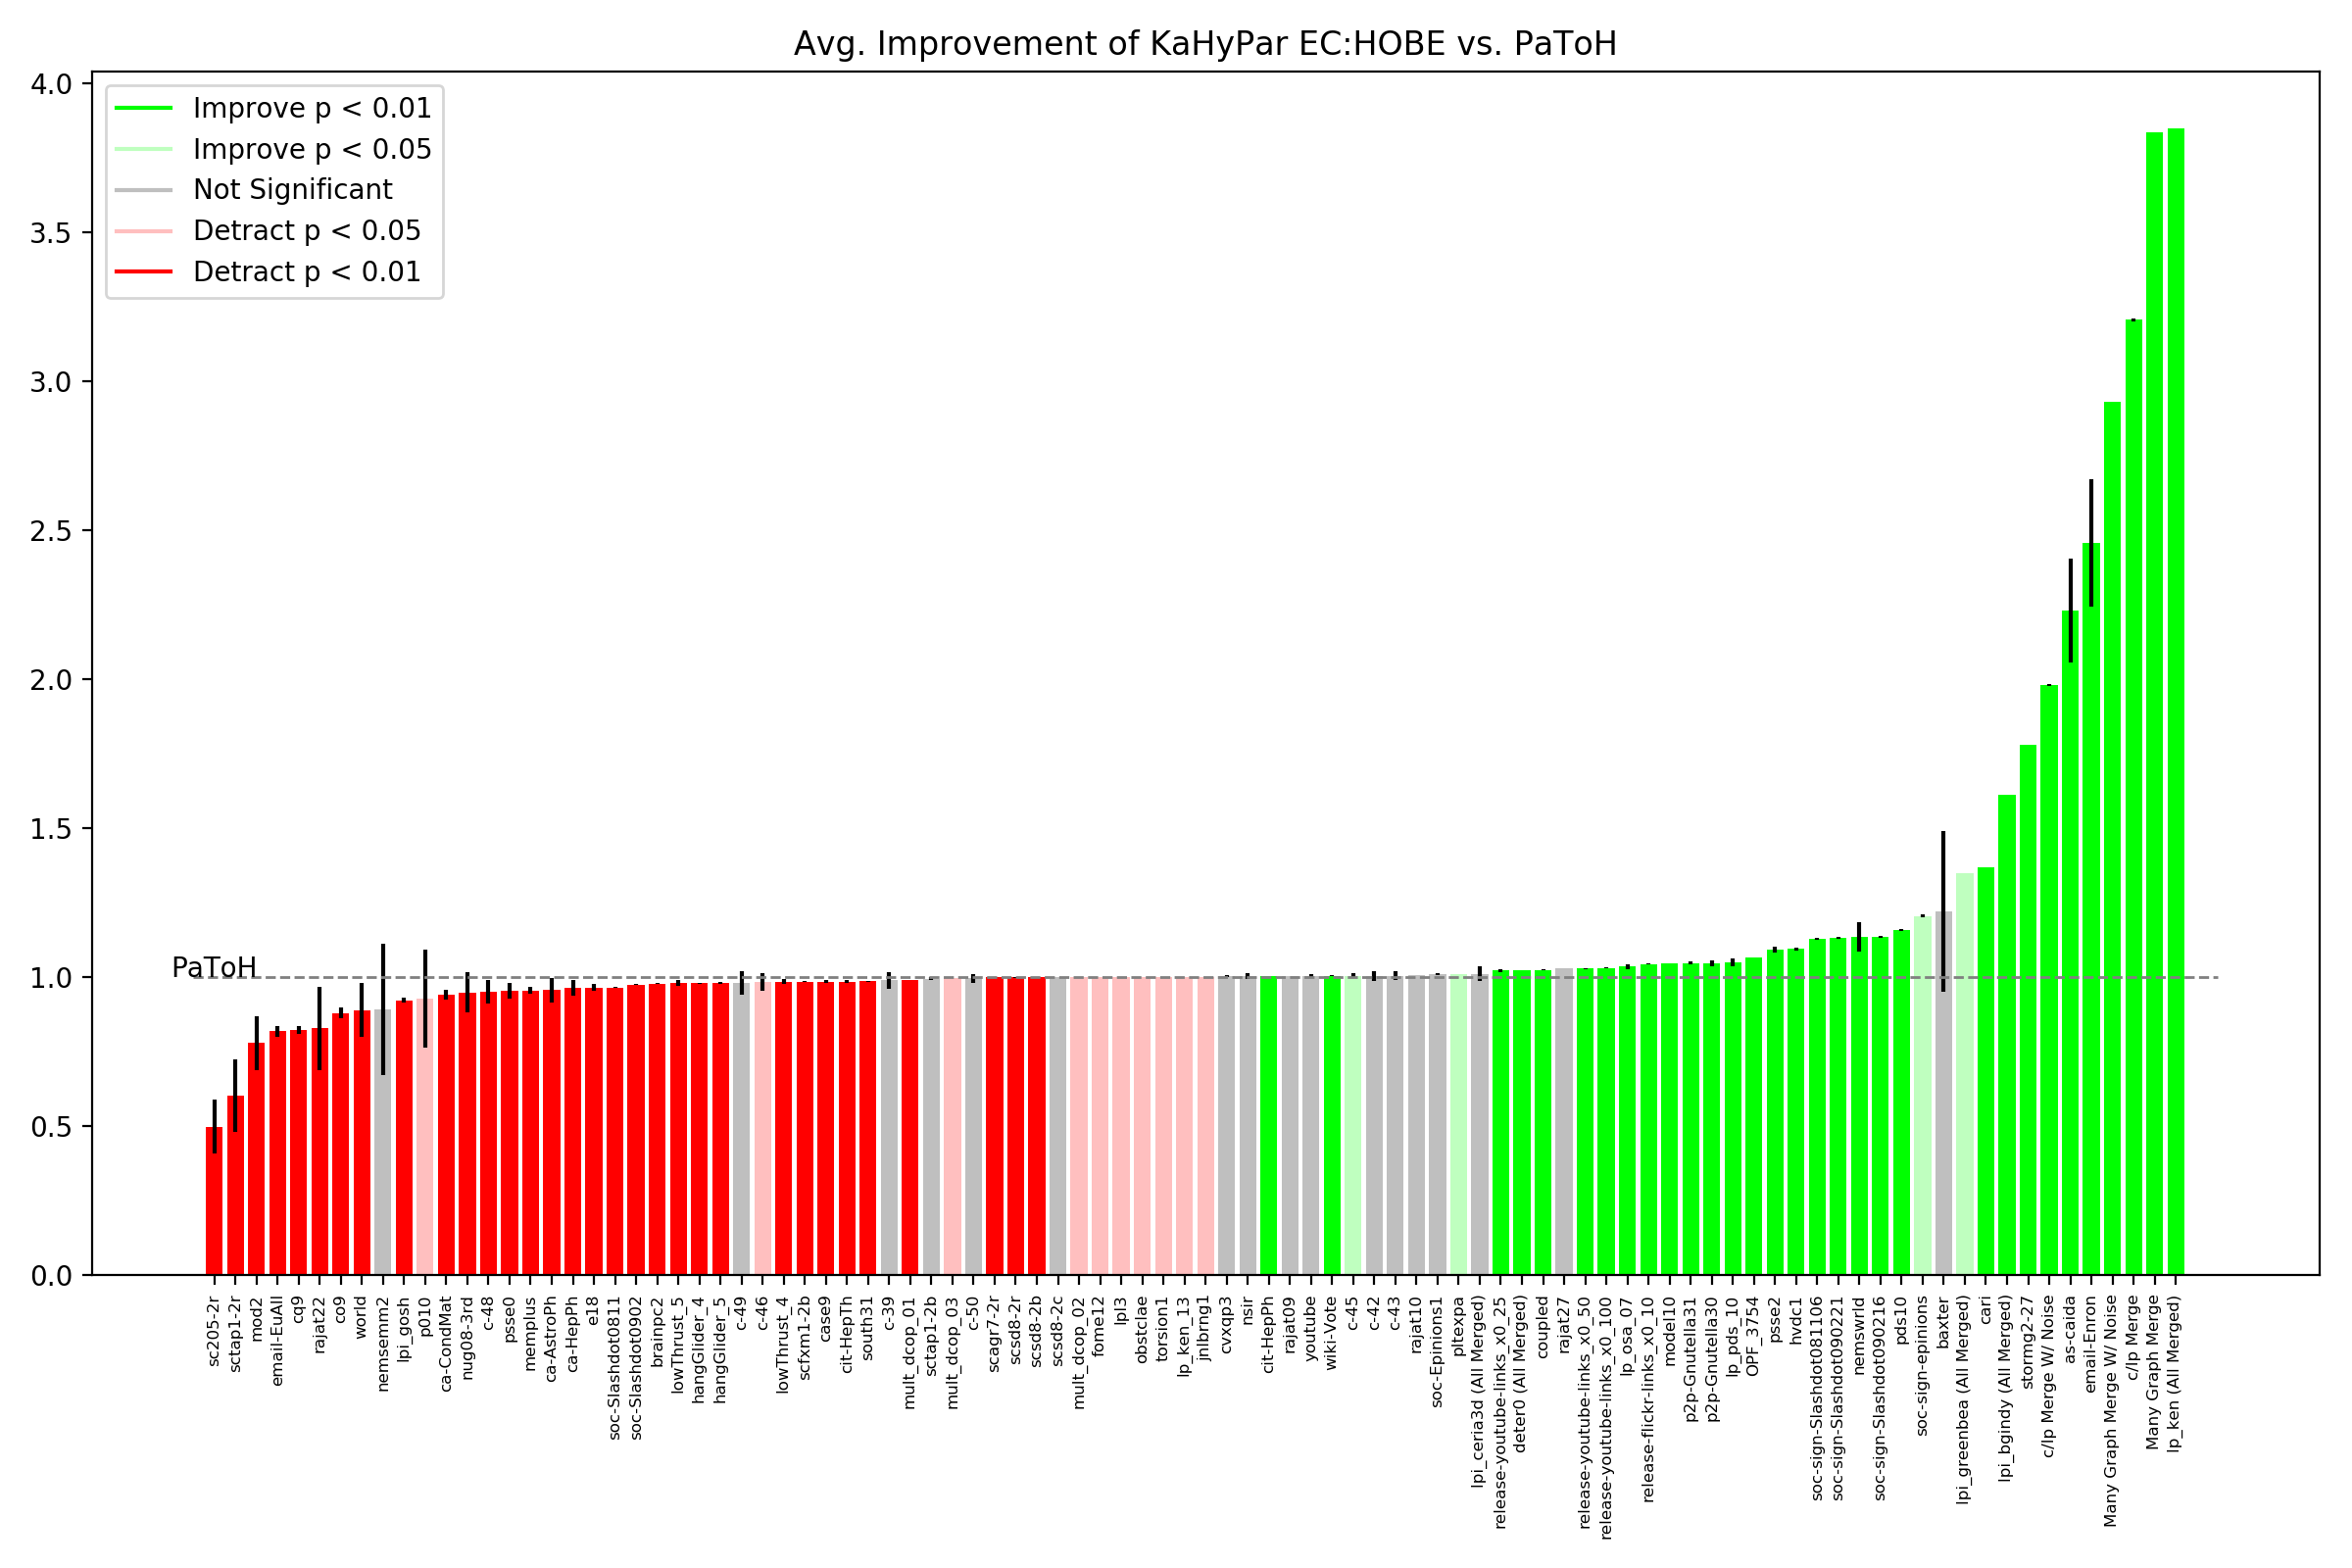 Avg. Improvement of KaHyPar EC:HOBE vs. PaToH
4.0
3.5
3.0
2.5
2.0
1.5
1.0
0.5
0.0
Improve p < 0.01
Improve p < 0.05
Not Significant
Detract p < 0.05
Detract p < 0.01
PaToH
sc205-2r
sctap1-2r
mod2
email-EuAll
cq9
rajat22
co9
world
nemsemm2
lpi_gosh
p010
ca-CondMat
nug08-3rd
c-48
psse0
memplus
ca-AstroPh
ca-HepPh
e18
soc-Slashdot0811
soc-Slashdot0902
brainpc2
lowThrust_5
hangGlider_4
hangGlider_5
c-49
c-46
lowThrust_4
scfxm1-2b
case9
cit-HepTh
south31
c-39
mult_dcop_01
sctap1-2b
mult_dcop_03
c-50
scagr7-2r
scsd8-2r
scsd8-2b
scsd8-2c
mult_dcop_02
fome12
lpl3
obstclae
torsion1
lp_ken_13
jnlbrng1
cvxqp3
nsir
cit-HepPh
rajat09
youtube
wiki-Vote
c-45
c-42
c-43
rajat10
soc-Epinions1
pltexpa
lpi_ceria3d (All Merged)
release-youtube-links_x0_25
deter0 (All Merged)
coupled
rajat27
release-youtube-links_x0_50
release-youtube-links_x0_100
lp_osa_07
release-flickr-links_x0_10
model10
p2p-Gnutella31
p2p-Gnutella30
lp_pds_10
OPF_3754
psse2
hvdc1
soc-sign-Slashdot081106
soc-sign-Slashdot090221
nemswrld
soc-sign-Slashdot090216
pds10
soc-sign-epinions
baxter
lpi_greenbea (All Merged)
cari
lpi_bgindy (All Merged)
stormg2-27
c/lp Merge W/ Noise
as-caida
email-Enron
Many Graph Merge W/ Noise
c/lp Merge
Many Graph Merge
lp_ken (All Merged)